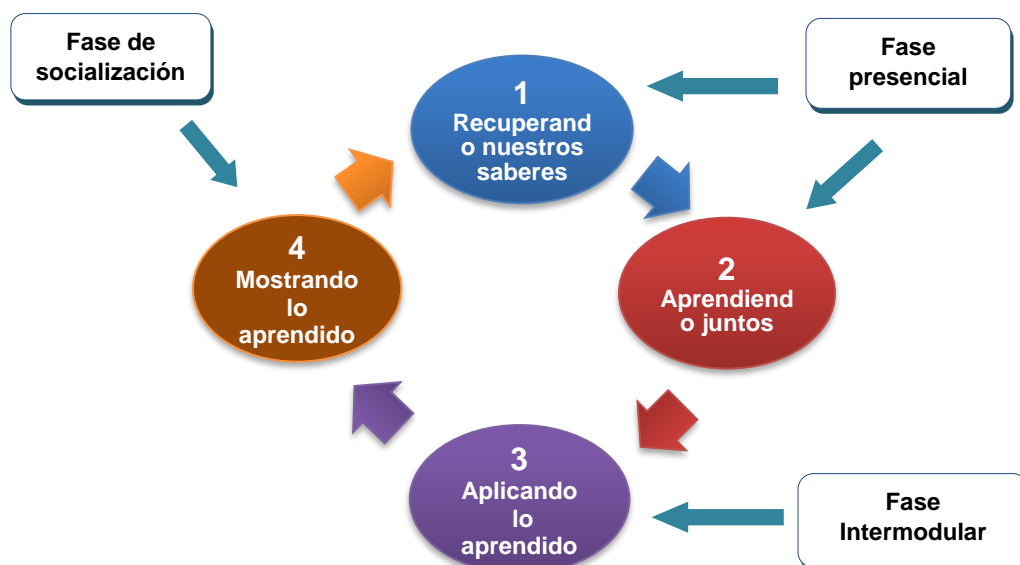 Fase de
socialización
Fase
presencial
1
Recuperand
o nuestros
saberes
4
Mostrando
lo
aprendido
2
Aprendiend
o juntos
3
Aplicando
lo
aprendido
Fase
Intermodular